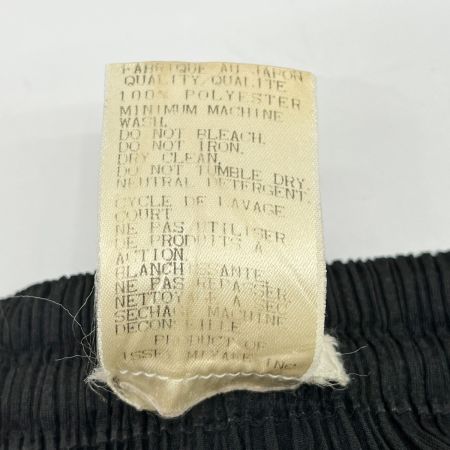 FABRIQUE AU JAPON
QUALITY/QUALITE
100% POLYESTER
MINIMUM MACHINE
WASH.
DO NOT BLEACH.
DO NOT IRON.
DRY CLEAN.
DO NOT TUMBLE DRY.
NEUTRAL DETERGENT.
CYCLE DE LAVAGE
COURT
NE PAS UTILISER
DE PRODUITS A
ACTION
BLANCHISSANTE
NE PAS REPASSER
NETTOYAGE A SEC
SECHAGE MACHINE
DECONSEILLE
PRODUCT OF
ISSEY MIYAKE INC.